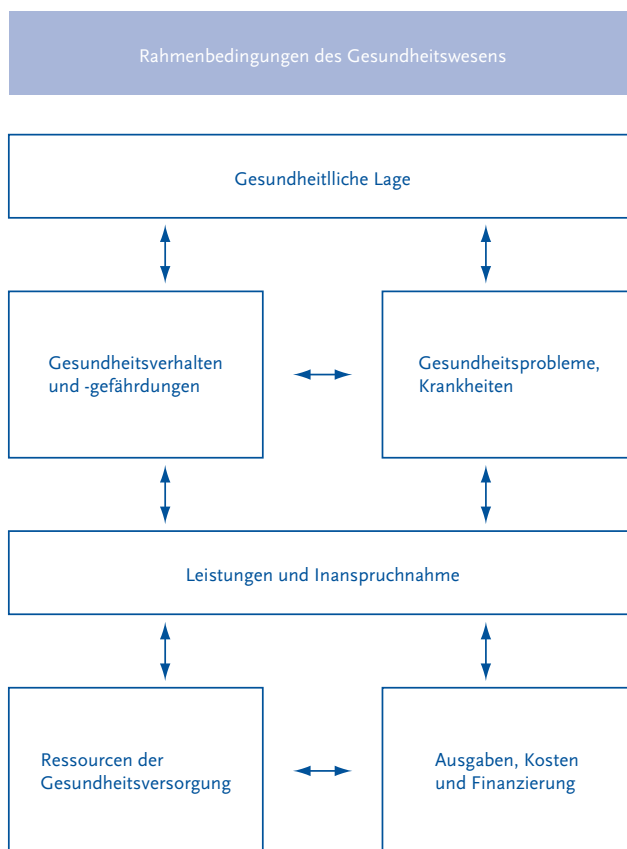 Rahmenbedingungen des Gesundheitswesens
Gesundheitlliche Lage
Gesundheitsverhalten
und -gefährdungen
Gesundheitsprobleme,
Krankheiten
Leistungen und Inanspruchnahme
Ressourcen der
Gesundheitsversorgung
Ausgaben, Kosten
und Finanzierung